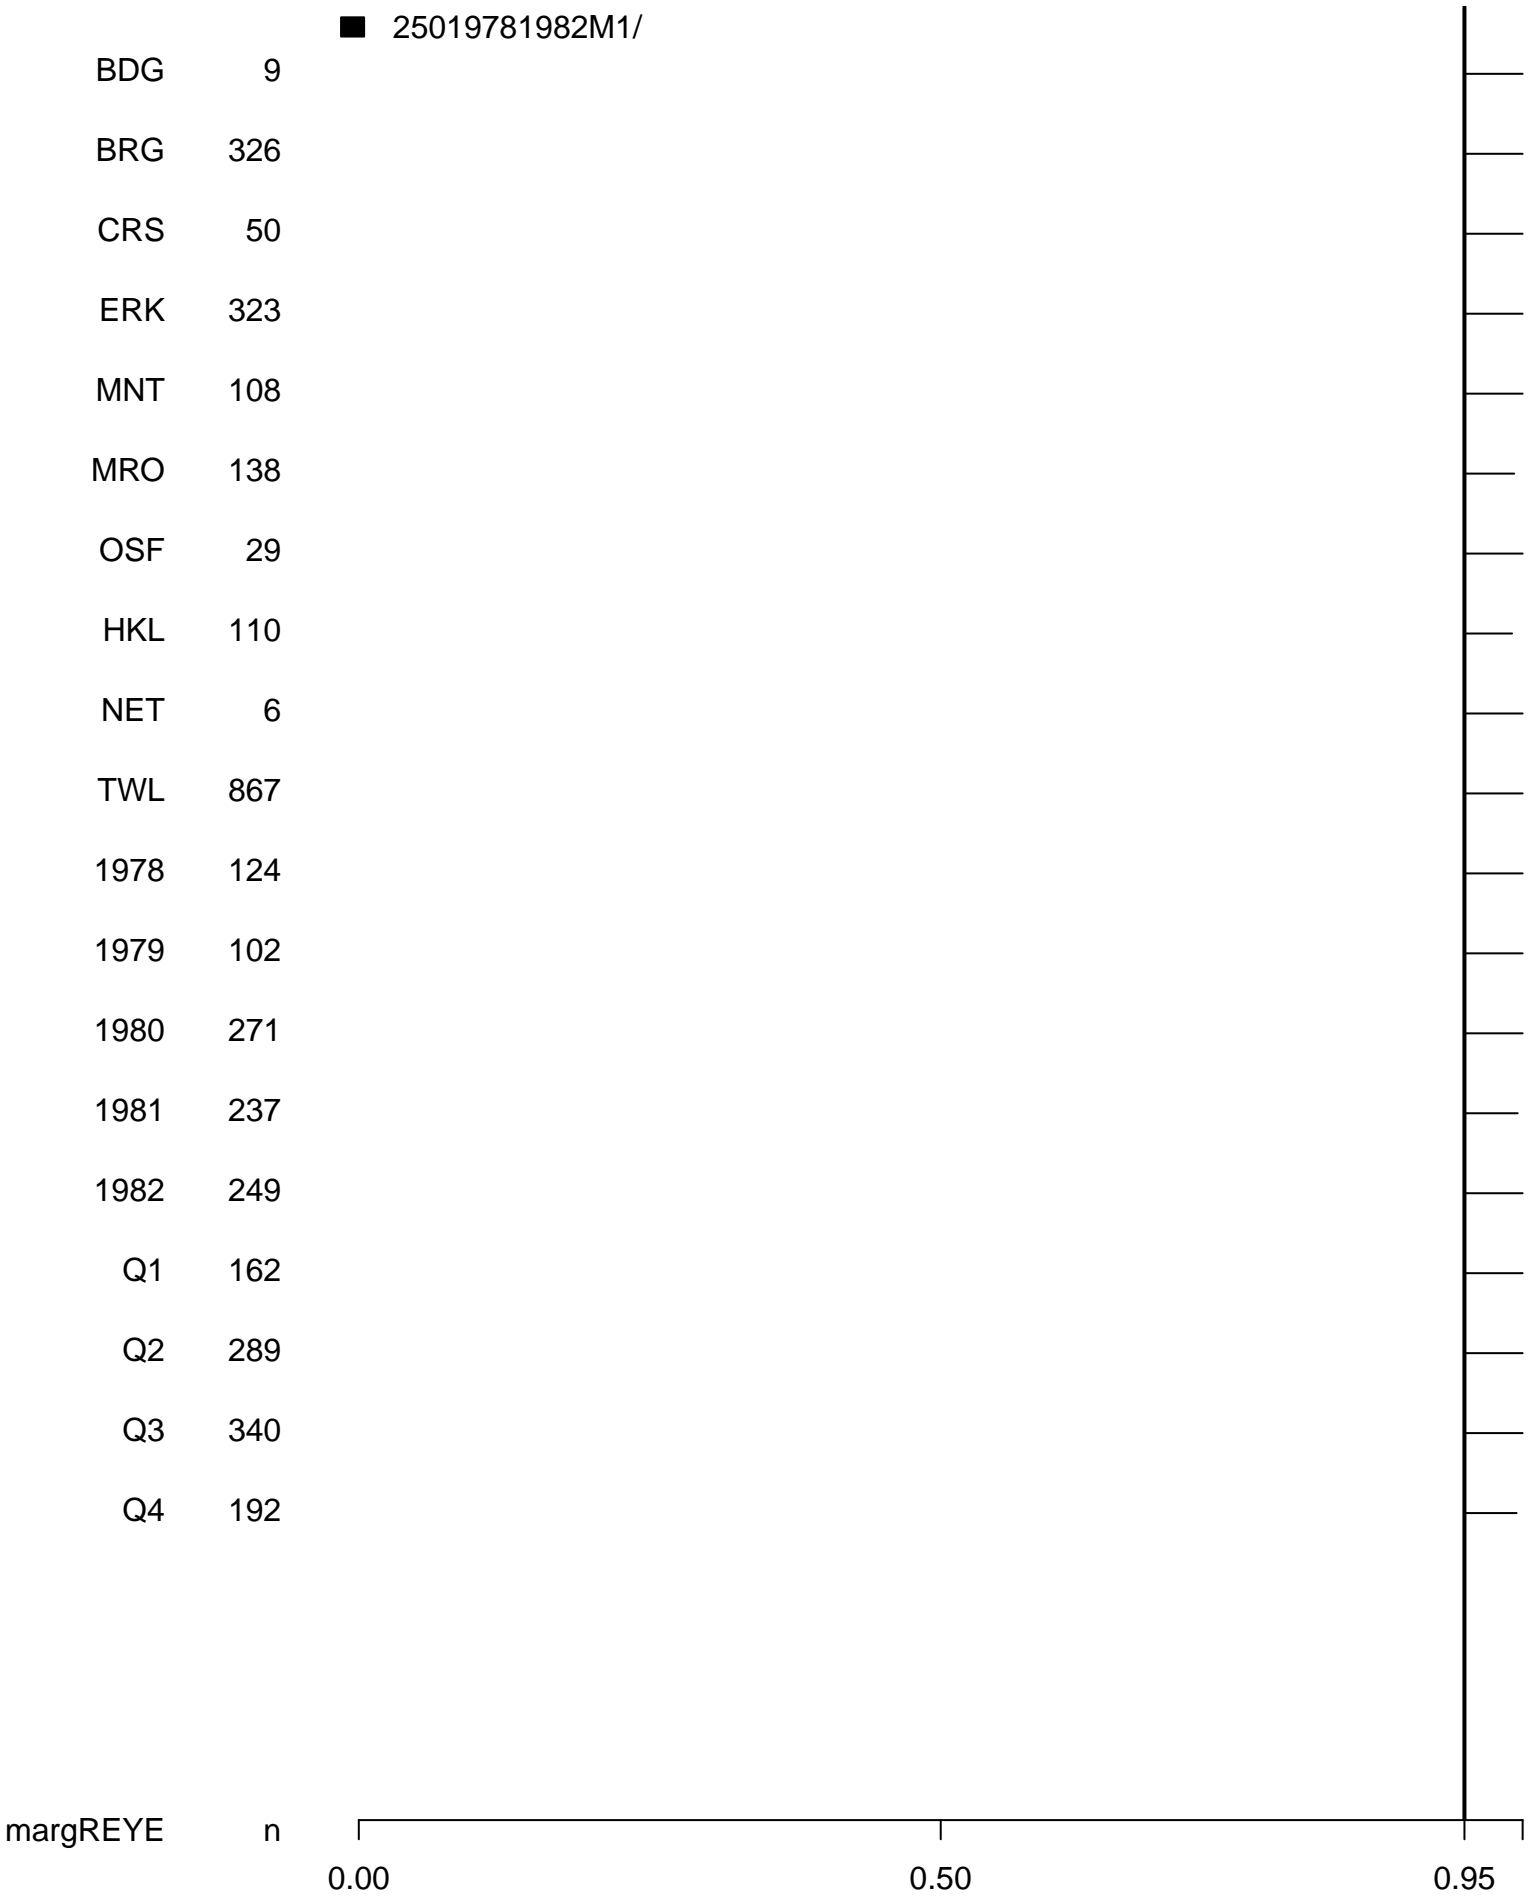 25019781982M1/
BDG 9
BRG 326
CRS 50
ERK 323
MNT 108
MRO 138
OSF 29
HKL 110
NET 6
TWL 867
1978 124
1979 102
1980 271
1981 237
1982 249
Q1 162
Q2 289
Q3 340
Q4 192
margREYE n
0.00 0.50 0.95